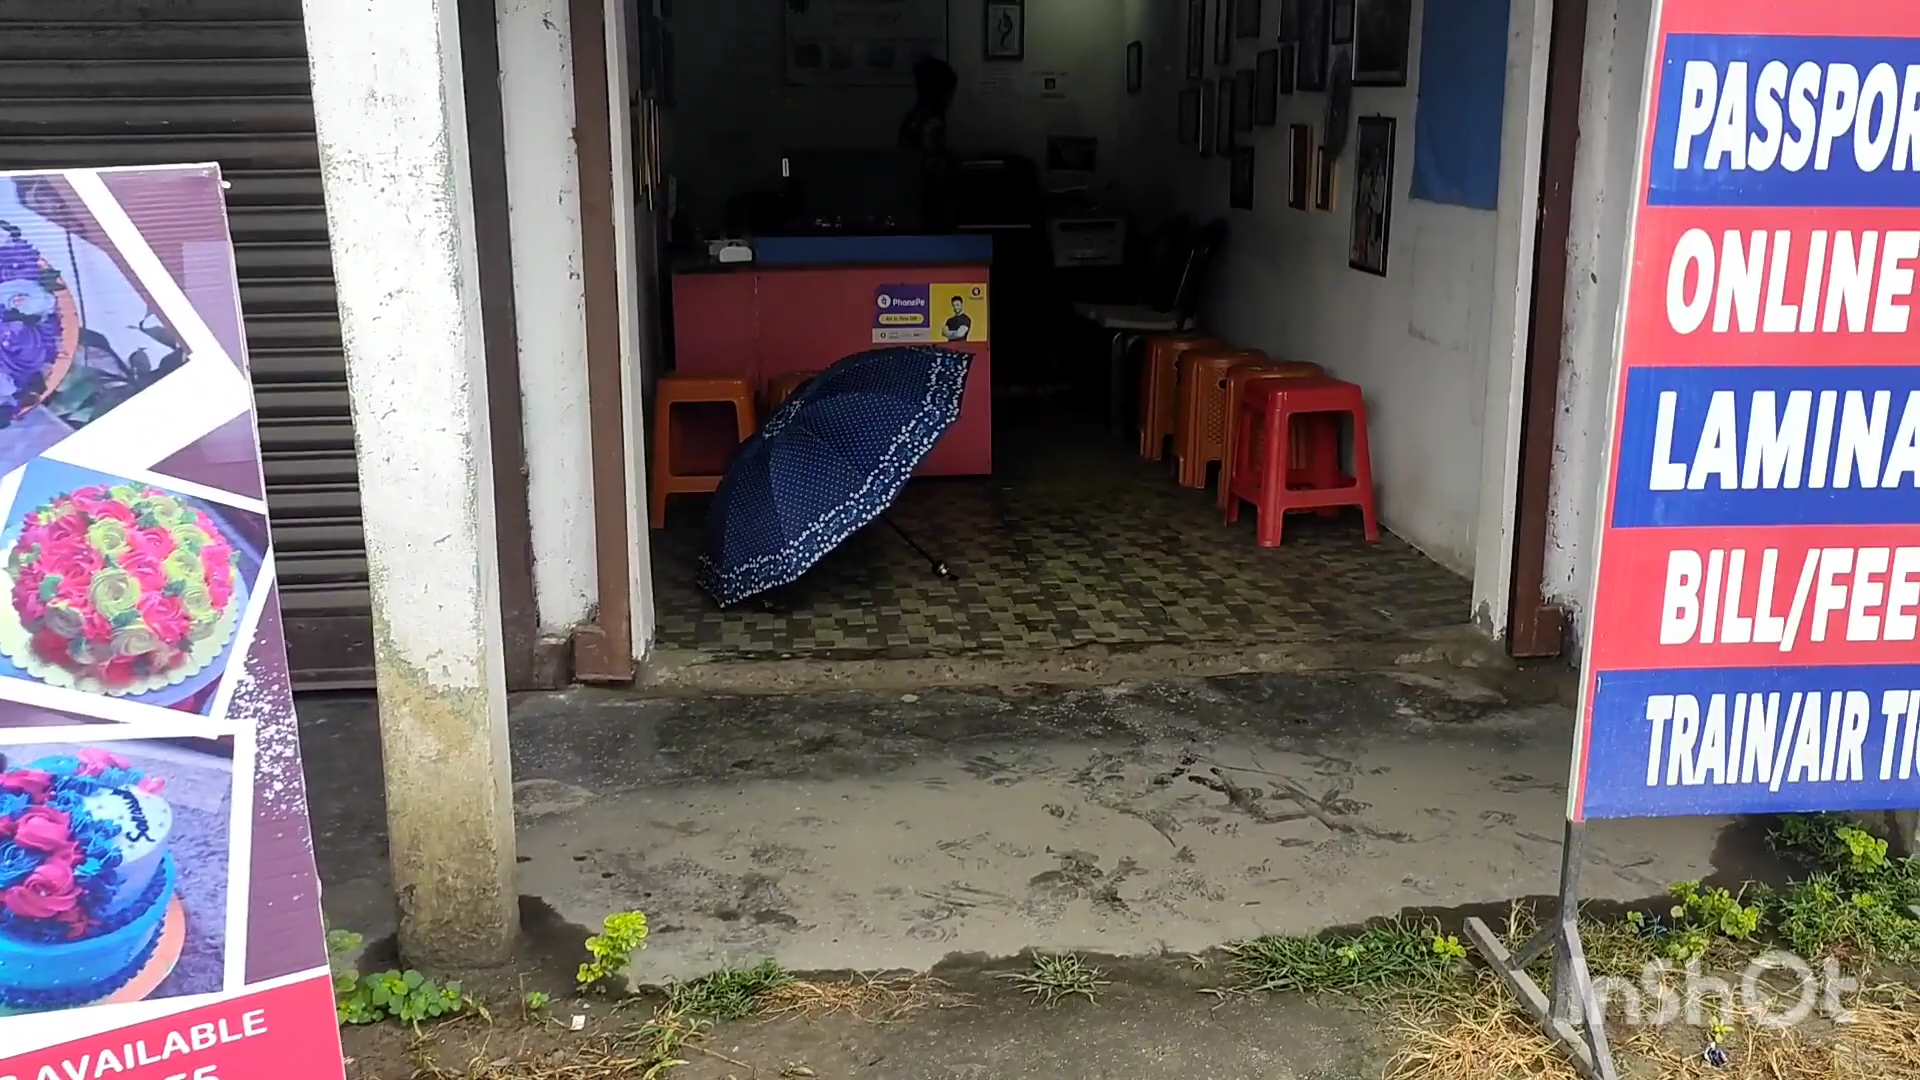 PASSPOR
ONLINE
LAMINA
BILL/FEE
TRAIN/AIR TI
PhonePe
AVAILABLE
InShOt